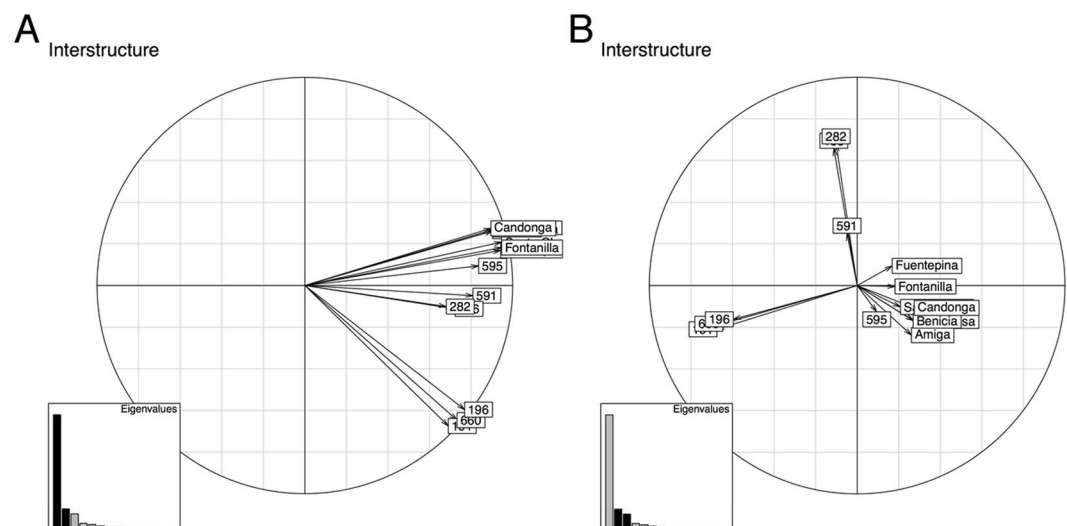 A
Interstructure
Candonga
Fontanilla
595
591
282
196
660
Eigenvalues
B
Interstructure
282
591
Fuentepina
Fontanilla
Candonga
Benicia
595
Amiga
196
Eigenvalues